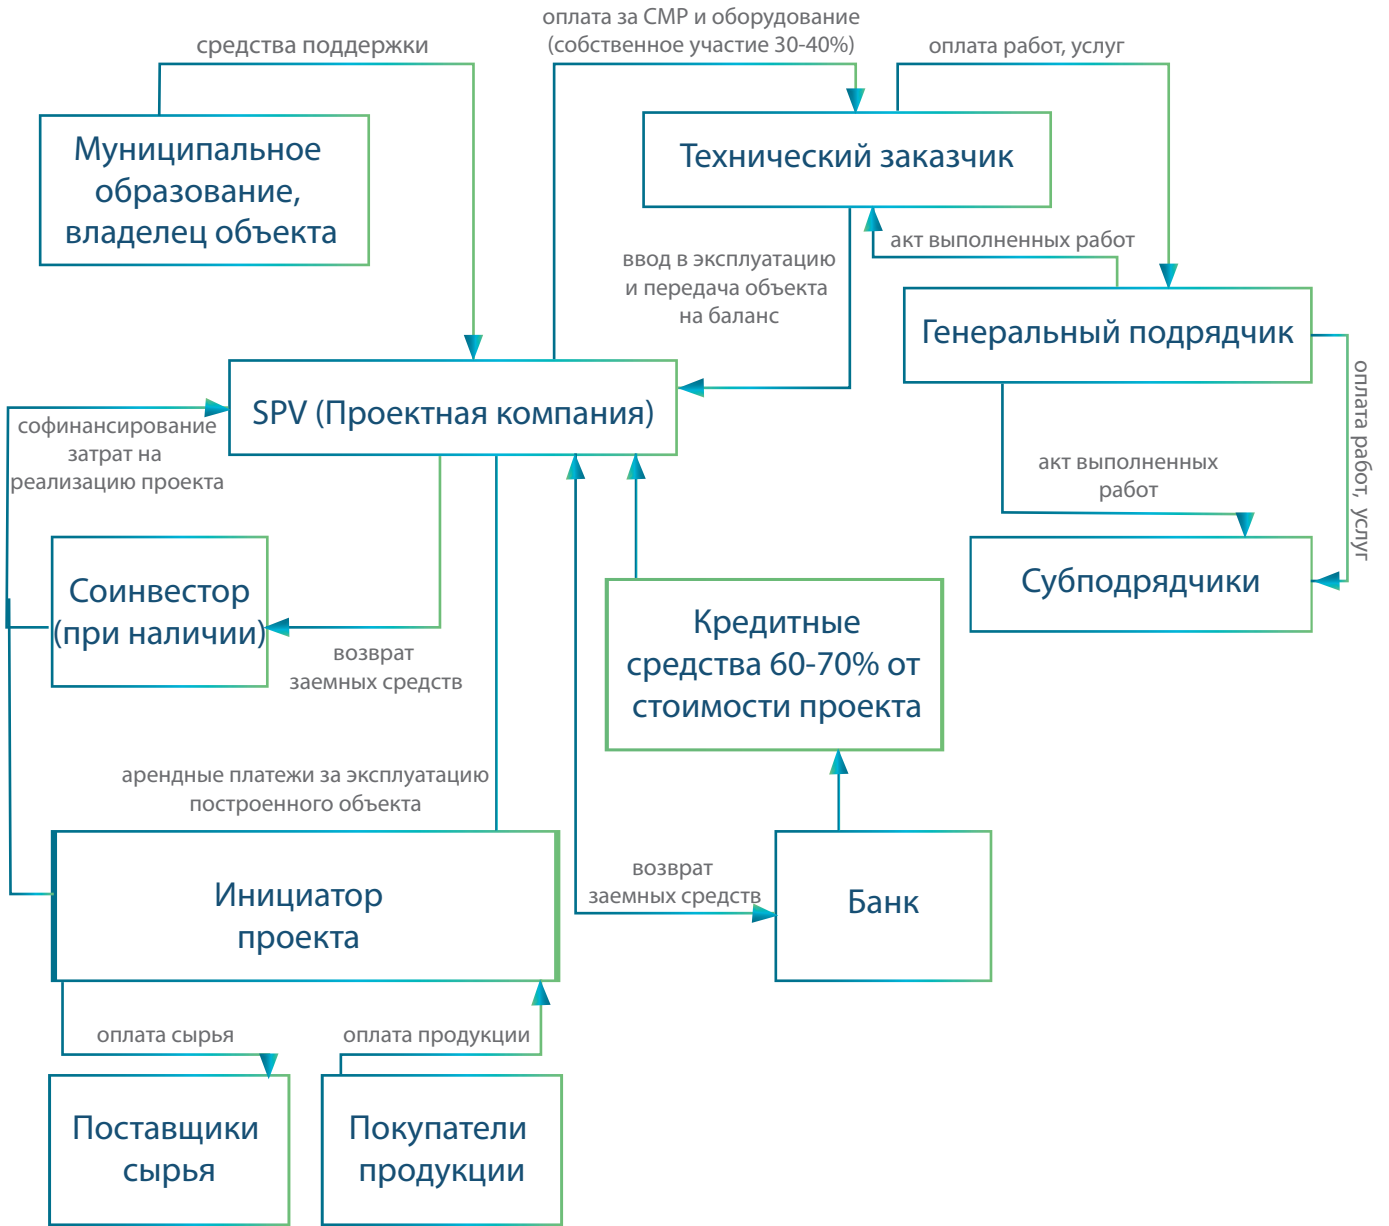 оплата за СМР и оборудование
(собственное участие 30-40%)
средства поддержки
оплата работ, услуг
Муниципальное
образование,
владелец объекта
Технический заказчик
акт выполненных работ
ввод в эксплуатацию
и передача объекта
на баланс
Генеральный подрядчик
оплата работ, услуг
SPV (Проектная компания)
софинансирование
затрат на
реализацию проекта
акт выполненных
работ
Соинвестор
(при наличии)
Субподрядчики
возврат
заемных средств
Кредитные
средства 60-70% от
стоимости проекта
арендные платежи за эксплуатацию
построенного объекта
Инициатор
проекта
возврат
заемных средств
Банк
оплата сырья
оплата продукции
Поставщики
сырья
Покупатели
продукции